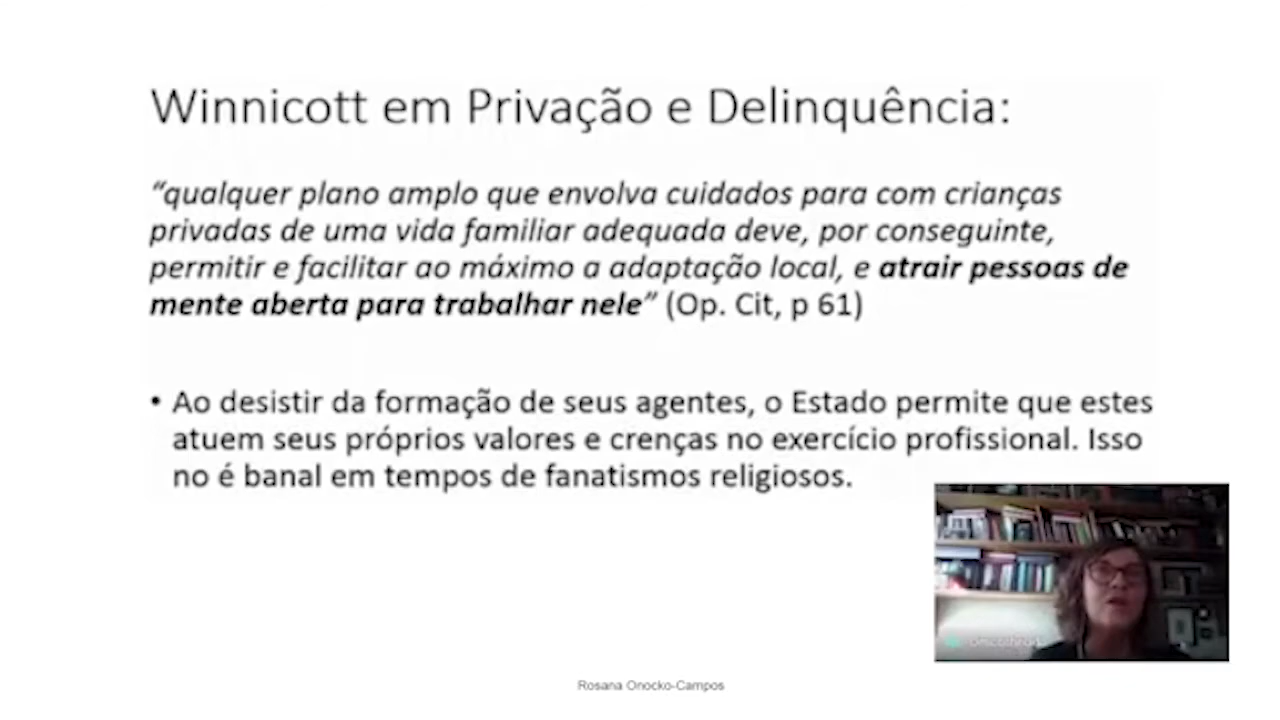 Winnicott em Privação e Delinquência:
“qualquer plano amplo que envolva cuidados para com crianças
privadas de uma vida familiar adequada deve, por conseguinte,
permitir e facilitar ao máximo a adaptação local, e atrair pessoas de
mente aberta para trabalhar nele” (Op. Cit, p 61)
• Ao desistir da formação de seus agentes, o Estado permite que estes
atuem seus próprios valores e crenças no exercício profissional. Isso
no é banal em tempos de fanatismos religiosos.
Rosana Onocko-Campos